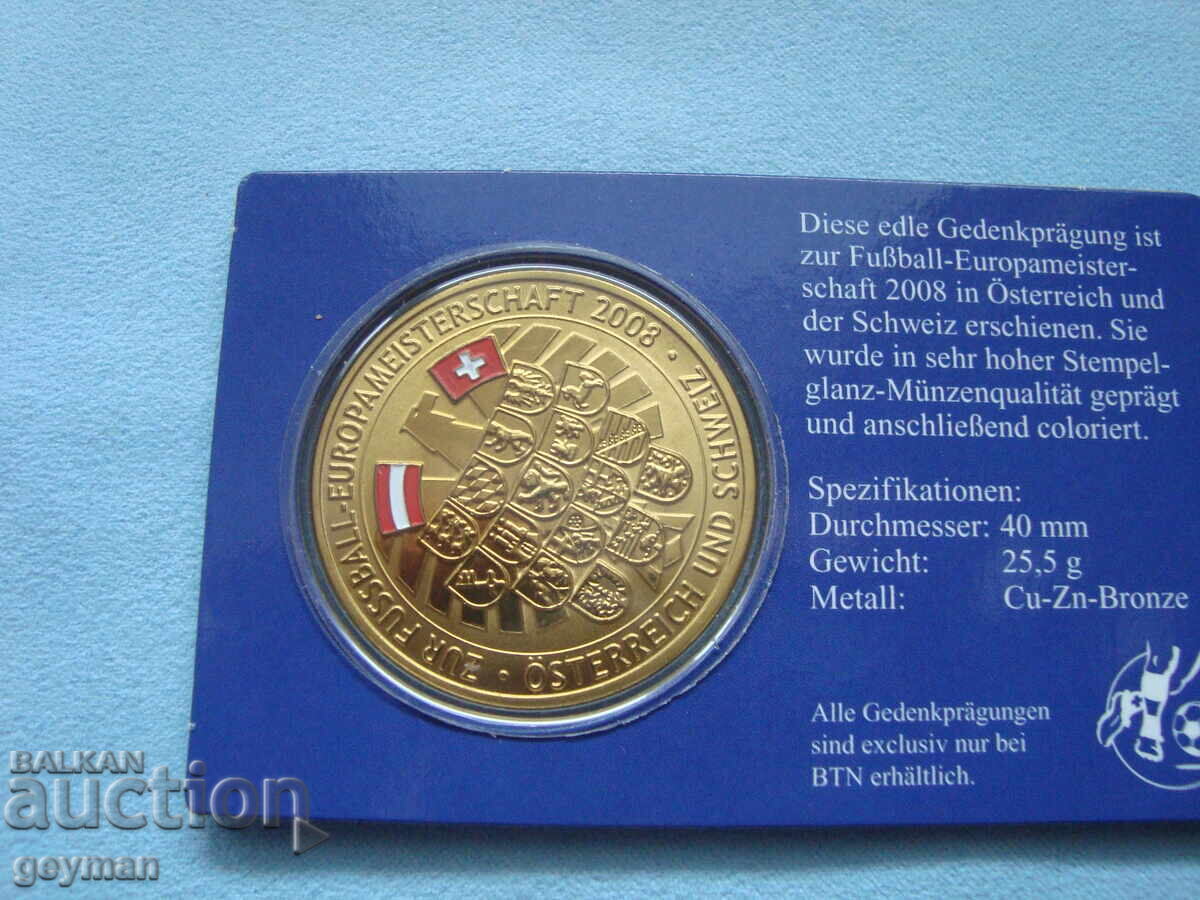 ZUR FUSSBALL-EUROPAMEISTERSCHAFT 2008 ·
ÖSTERREICH UND SCHWEIZ ·
Diese edle Gedenkprägung ist
zur Fußball-Europameister-
schaft 2008 in Österreich und
der Schweiz erschienen. Sie
wurde in sehr hoher Stempel-
glanz-Münzenqualität geprägt
und anschließend coloriert.
Spezifikationen:
Durchmesser: 40 mm
Gewicht: 25,5 g
Metall: Cu-Zn-Bronze
Alle Gedenkprägungen
sind exclusiv nur bei
BTN erhältlich.
BALKAN
auction
geyman